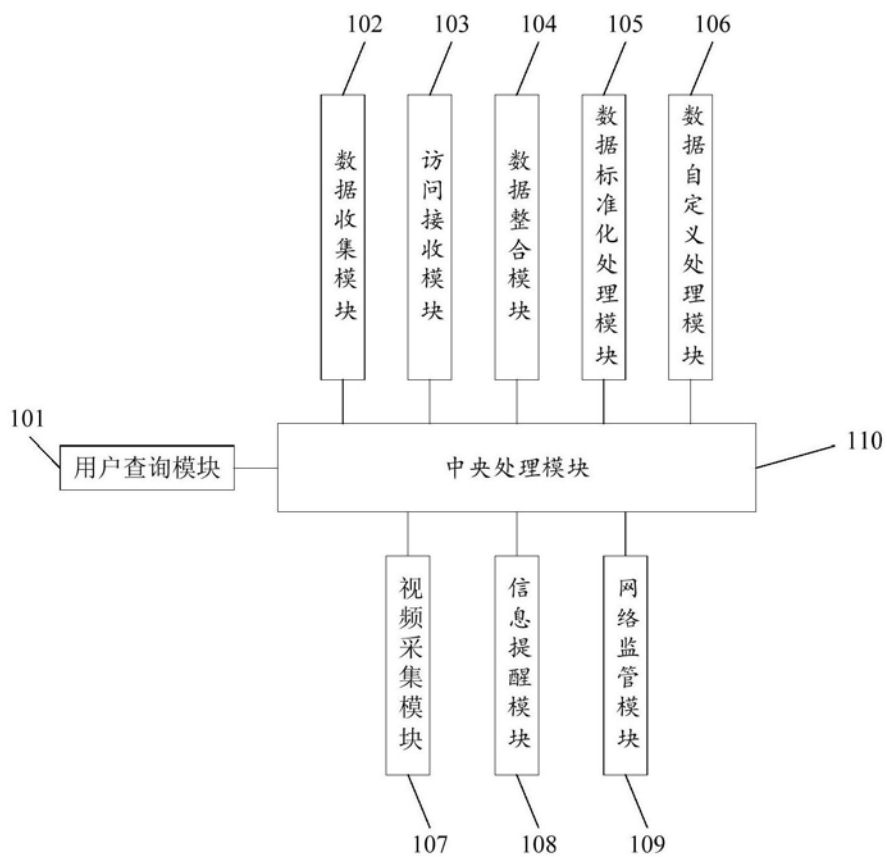 102
103
104
105
106
数据收集模块
访问接收模块
数据整合模块
数据标准化处理模块
数据自定义处理模块
101
用户查询模块
中央处理模块
110
视频采集模块
信息提醒模块
网络监管模块
107
108
109